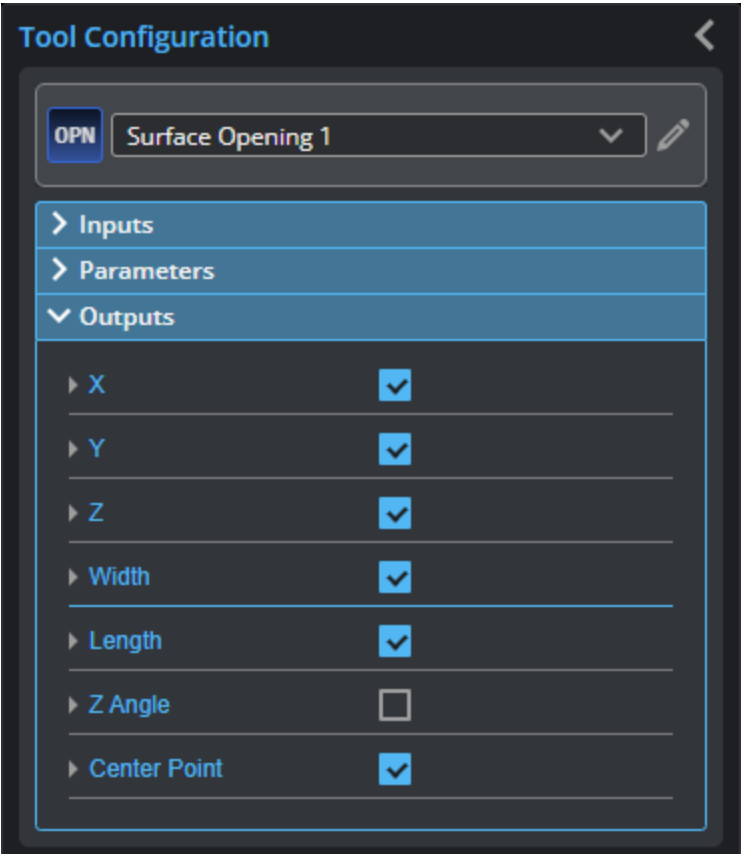 Tool Configuration
OPN Surface Opening 1
Inputs
Parameters
Outputs
X
Y
Z
Width
Length
Z Angle
Center Point